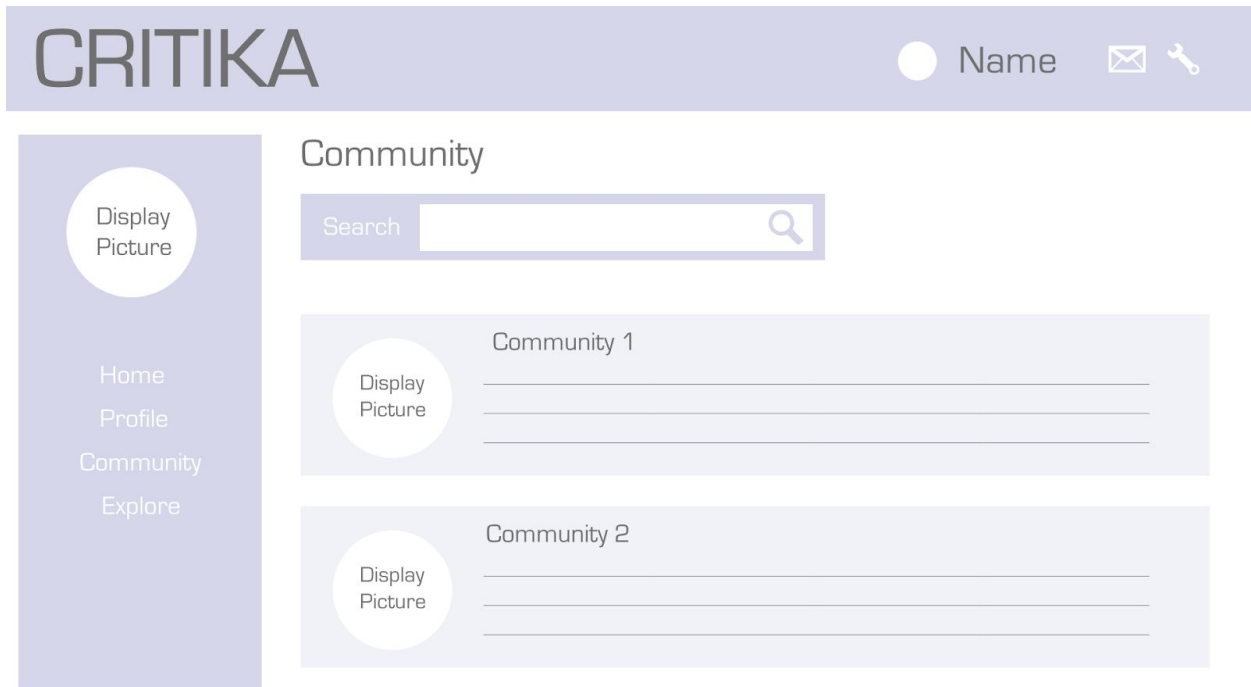 CRITIKA
Name
Display
Picture
Home
Profile
Community
Explore
Community
Search
Community 1
Display
Picture
Community 2
Display
Picture